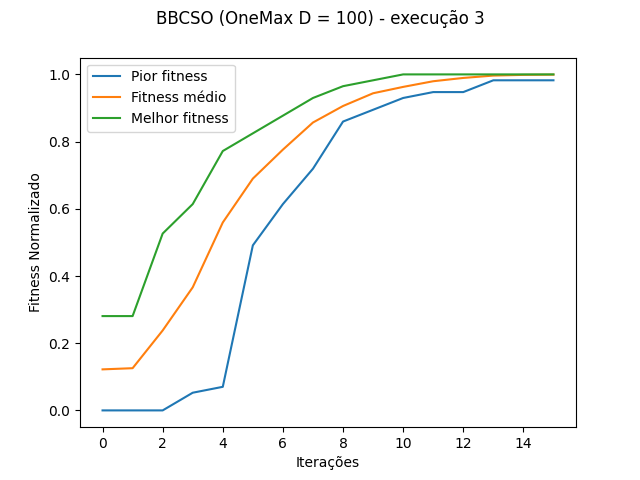 BBCSO (OneMax D = 100) - execução 3
Pior fitness
Fitness médio
Melhor fitness
Fitness Normalizado
1.0
0.8
0.6
0.4
0.2
0.0
0 2 4 6 8 10 12 14
Iterações